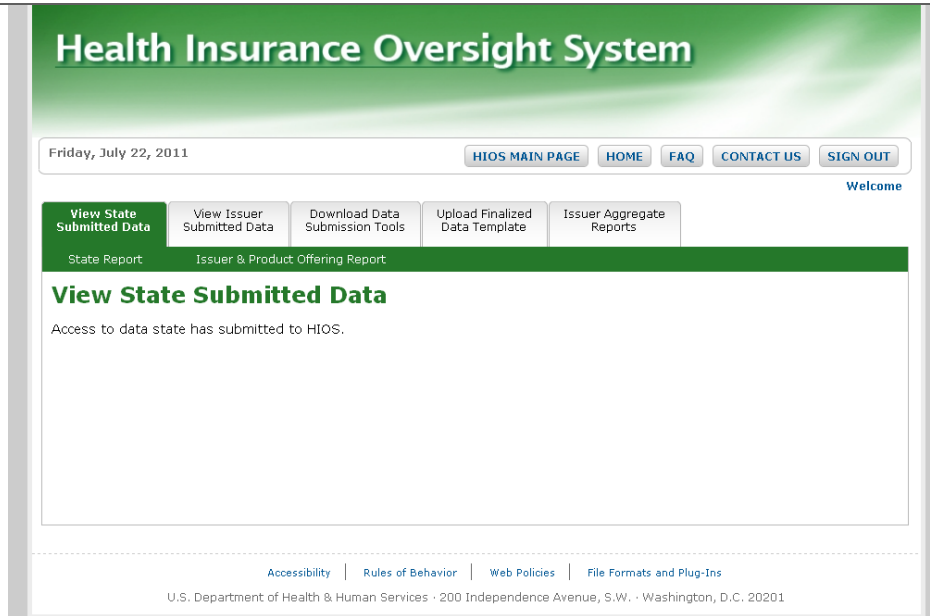 Health Insurance Oversight System
Friday, July 22, 2011
HIOS MAIN PAGE HOME FAQ CONTACT US SIGN OUT
Welcome
View State Submitted Data
View Issuer Submitted Data
Download Data Submission Tools
Upload Finalized Data Template
Issuer Aggregate Reports
State Report Issuer & Product Offering Report
View State Submitted Data
Access to data state has submitted to HIOS.
Accessibility | Rules of Behavior | Web Policies | File Formats and Plug-Ins
U.S. Department of Health & Human Services · 200 Independence Avenue, S.W. · Washington, D.C. 20201